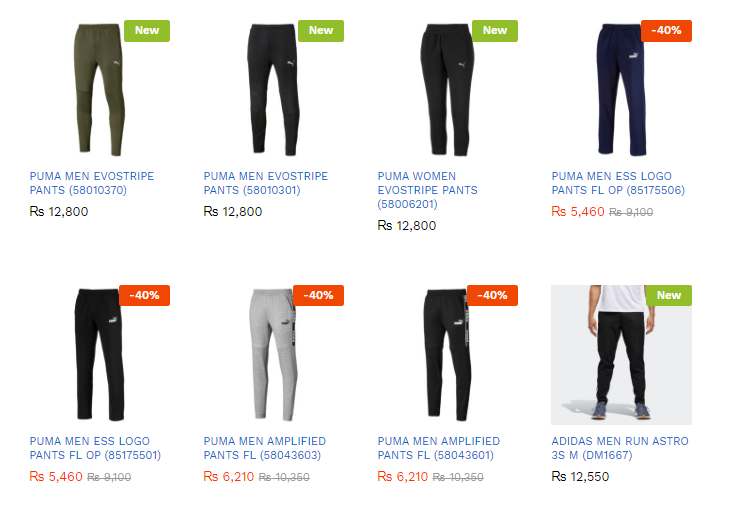 New
New
New
-40%
PUMA MEN EVOSTRIPE
PANTS (58010370)
₨ 12,800
PUMA MEN EVOSTRIPE
PANTS (58010301)
₨ 12,800
PUMA WOMEN
EVOSTRIPE PANTS
(58006201)
₨ 12,800
PUMA MEN ESS LOGO
PANTS FL OP (85175506)
₨ 5,460 ₨ 9,100
-40%
-40%
-40%
New
PUMA MEN ESS LOGO
PANTS FL OP (85175501)
₨ 5,460 ₨ 9,100
PUMA MEN AMPLIFIED
PANTS FL (58043603)
₨ 6,210 ₨ 10,350
PUMA MEN AMPLIFIED
PANTS FL (58043601)
₨ 6,210 ₨ 10,350
ADIDAS MEN RUN ASTRO
3S M (DM1667)
₨ 12,550